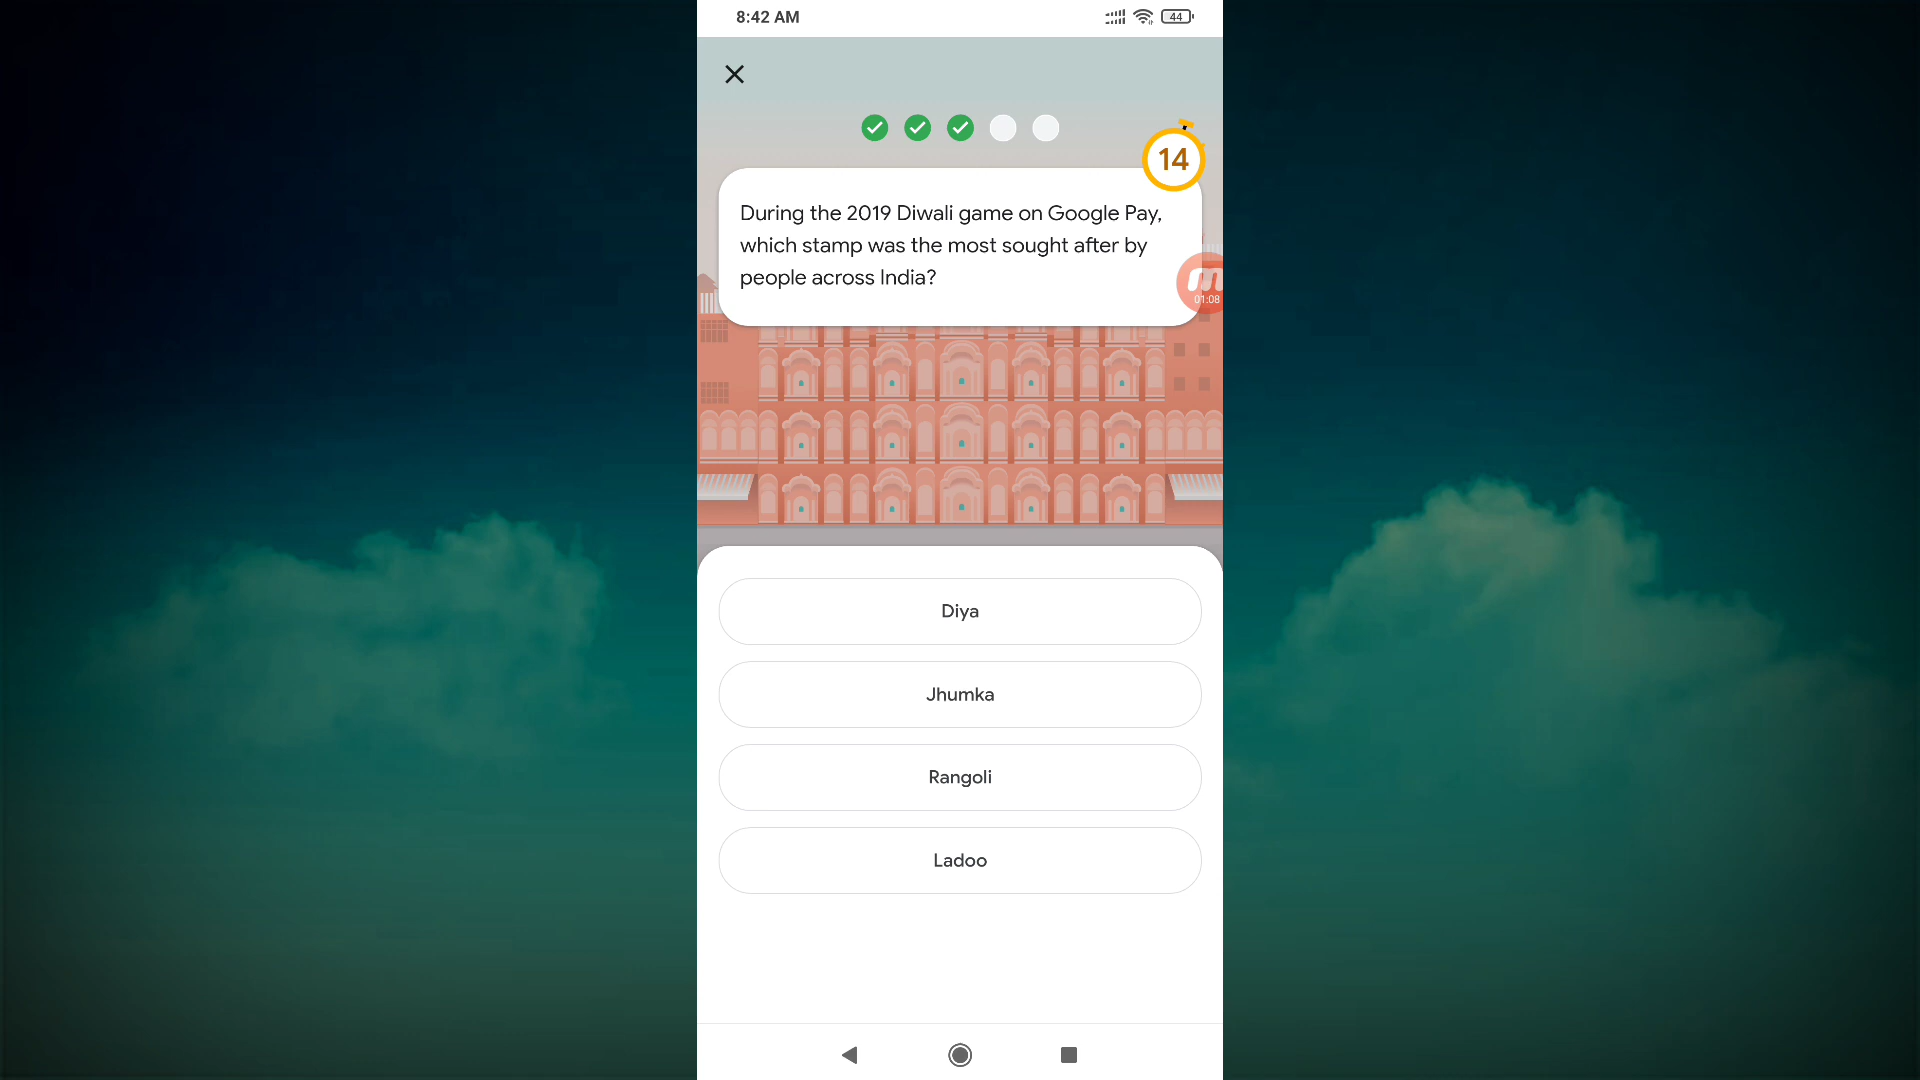 8:42 AM
44
14
During the 2019 Diwali game on Google Pay,
which stamp was the most sought after by
people across India?
01:08
Diya
Jhumka
Rangoli
Ladoo